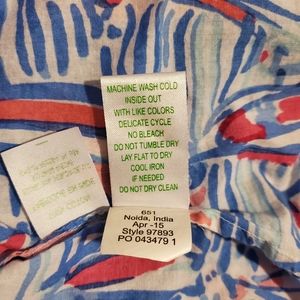 MACHINE WASH COLD
INSIDE OUT
WITH LIKE COLORS
DELICATE CYCLE
NO BLEACH
DO NOT TUMBLE DRY
LAY FLAT TO DRY
COOL IRON
IF NEEDED
DO NOT DRY CLEAN
651
Noida, India
Apr -15
Style 97893
PO 043479 1